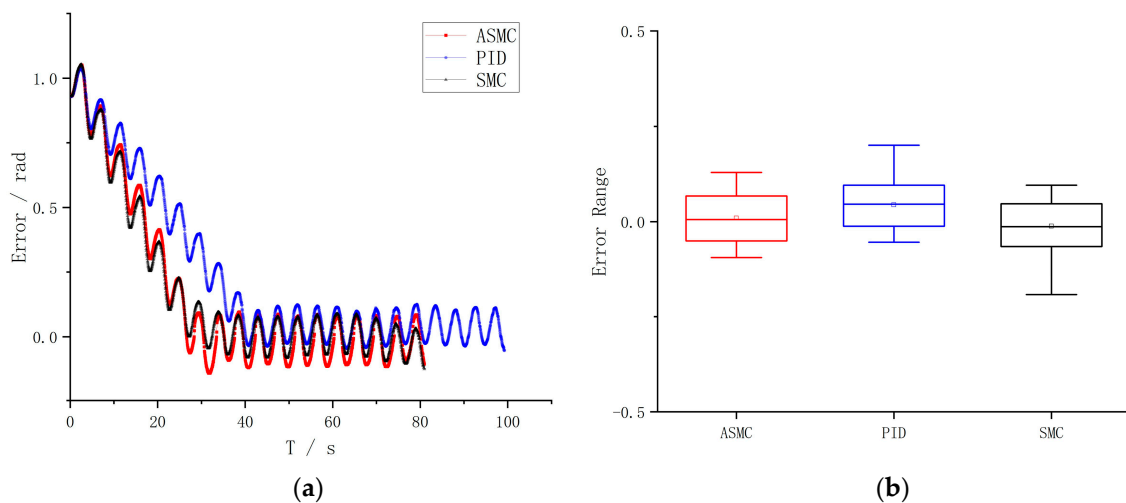 ASMC
PID
SMC
1.0
0.5
0.0
Error / rad
0 20 40 60 80 100
T / s
(a)
0.5
0.0
-0.5
Error Range
ASMC PID SMC
(b)